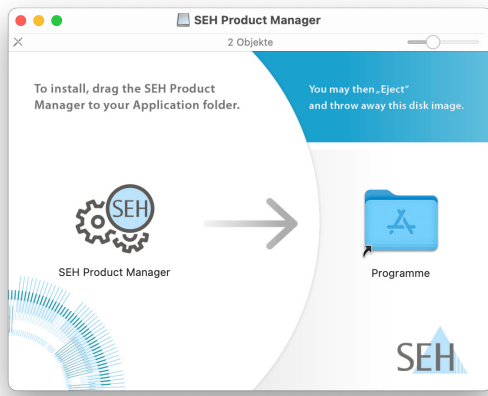 SEH Product Manager
2 Objekte
To install, drag the SEH Product
Manager to your Application folder.
You may then „Eject“
and throw away this disk image.
SEH
SEH Product Manager
Programme
SEH